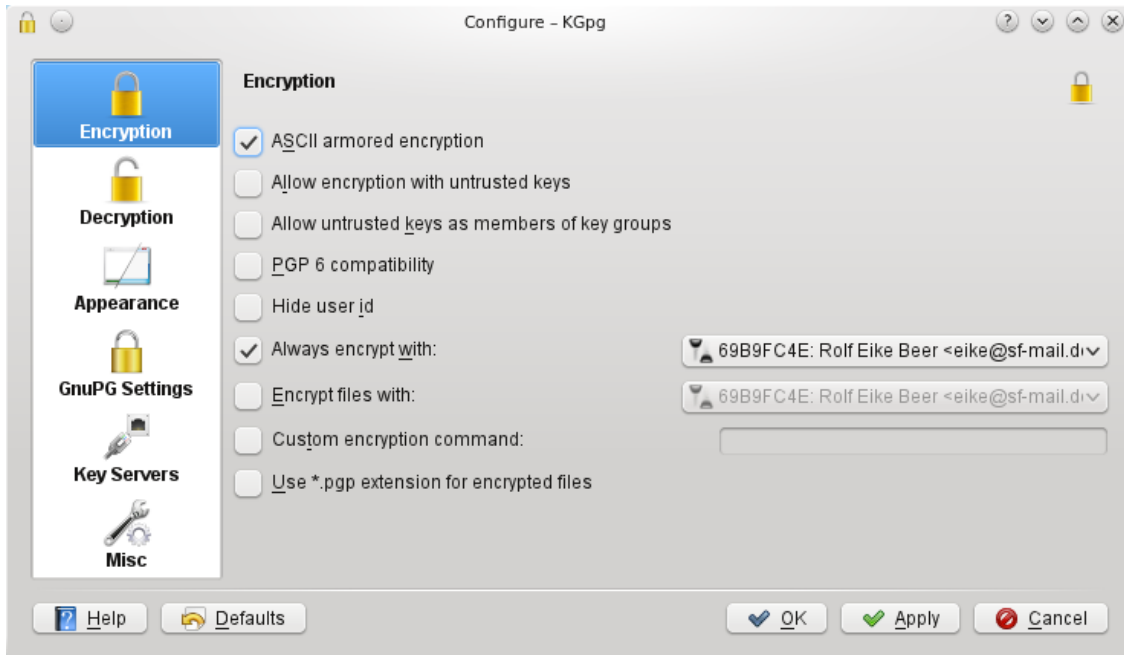 Configure – KGpg
Encryption
Decryption
Appearance
GnuPG Settings
Key Servers
Misc
Encryption
ASCII armored encryption
Allow encryption with untrusted keys
Allow untrusted keys as members of key groups
PGP 6 compatibility
Hide user id
Always encrypt with: 69B9FC4E: Rolf Eike Beer <eike@sf-mail.d
Encrypt files with: 69B9FC4E: Rolf Eike Beer <eike@sf-mail.d
Custom encryption command:
Use *.pgp extension for encrypted files
Help Defaults OK Apply Cancel